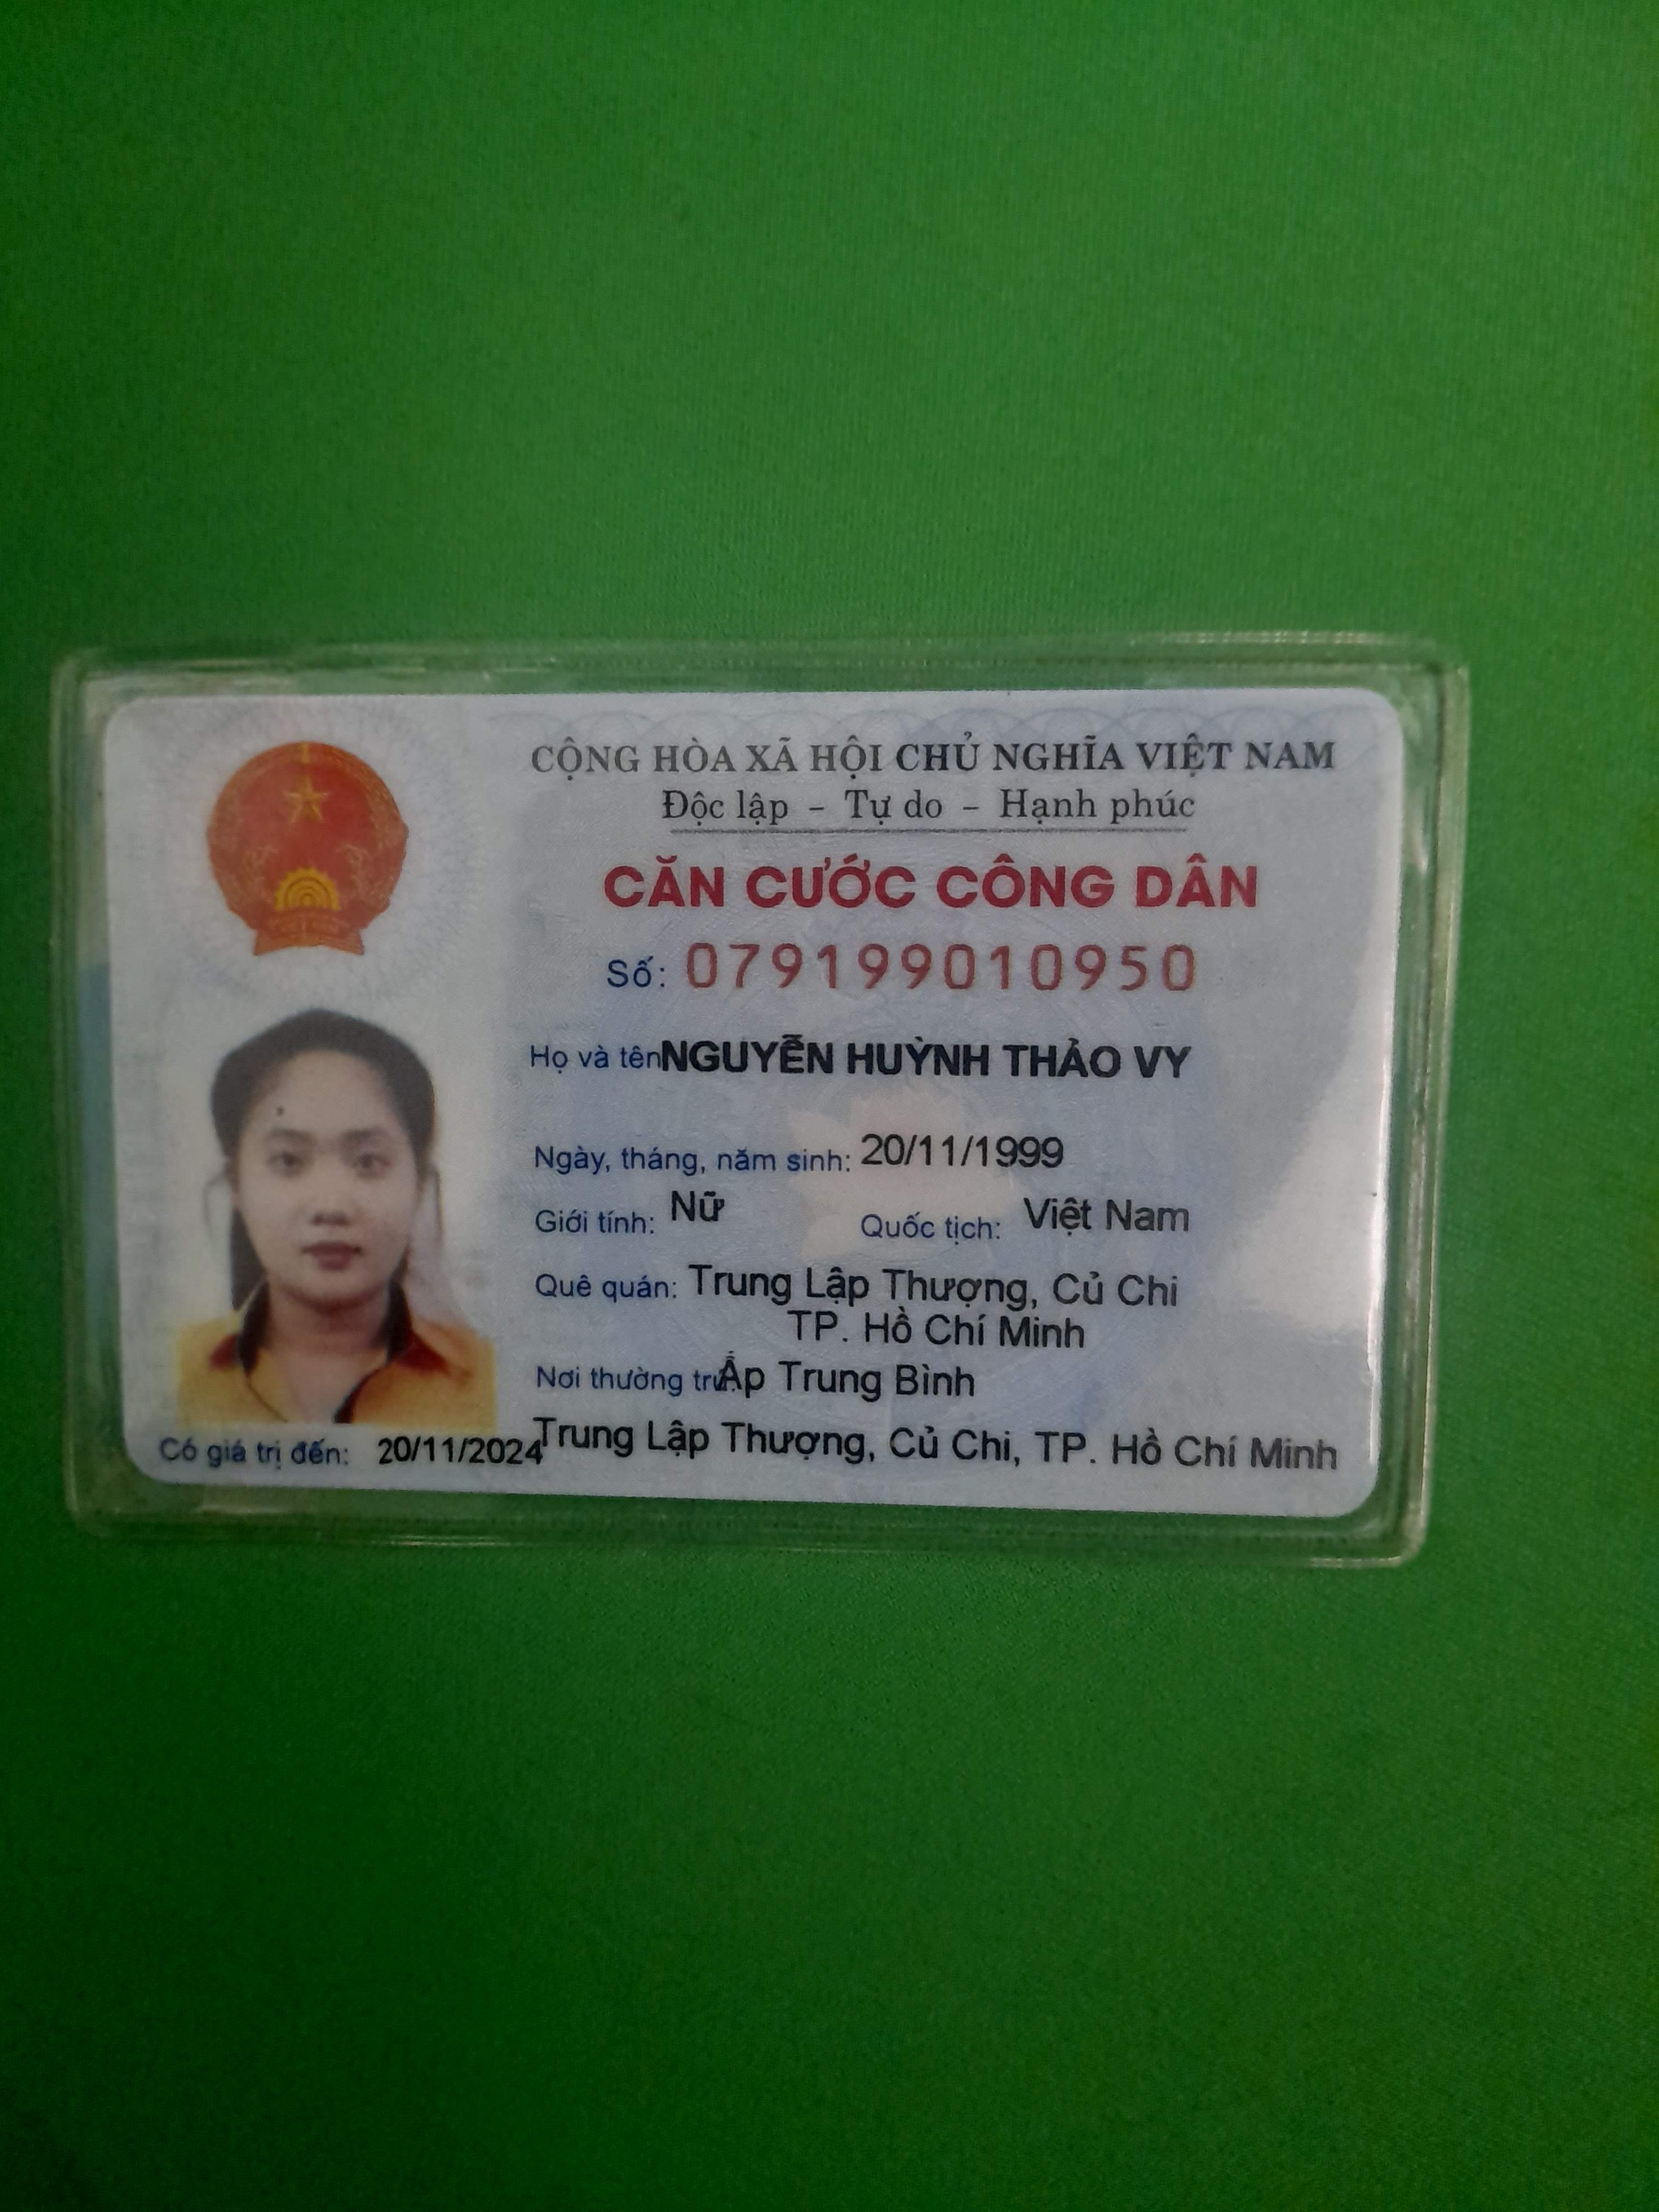 CỘNG HÒA XÃ HỘI CHỦ NGHĨA VIỆT NAM
Độc lập - Tự do - Hạnh phúc
CĂN CƯỚC CÔNG DÂN
Số: 079199010950
Họ và tên NGUYỄN HUỲNH THẢO VY
Ngày, tháng, năm sinh: 20/11/1999
Giới tính: Nữ Quốc tịch: Việt Nam
Quê quán: Trung Lập Thượng, Củ Chi
TP. Hồ Chí Minh
Nơi thường trú: Ấp Trung Bình
Trung Lập Thượng, Củ Chi, TP. Hồ Chí Minh
Có giá trị đến: 20/11/2024